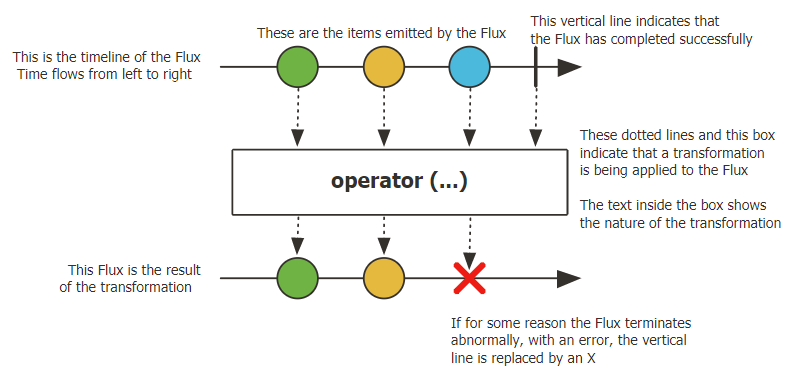 These are the items emitted by the Flux
This vertical line indicates that
the Flux has completed successfully
This is the timeline of the Flux
Time flows from left to right
These dotted lines and this box
indicate that a transformation
is being applied to the Flux
operator (...)
The text inside the box shows
the nature of the transformation
This Flux is the result
of the transformation
If for some reason the Flux terminates
abnormally, with an error, the vertical
line is replaced by an X